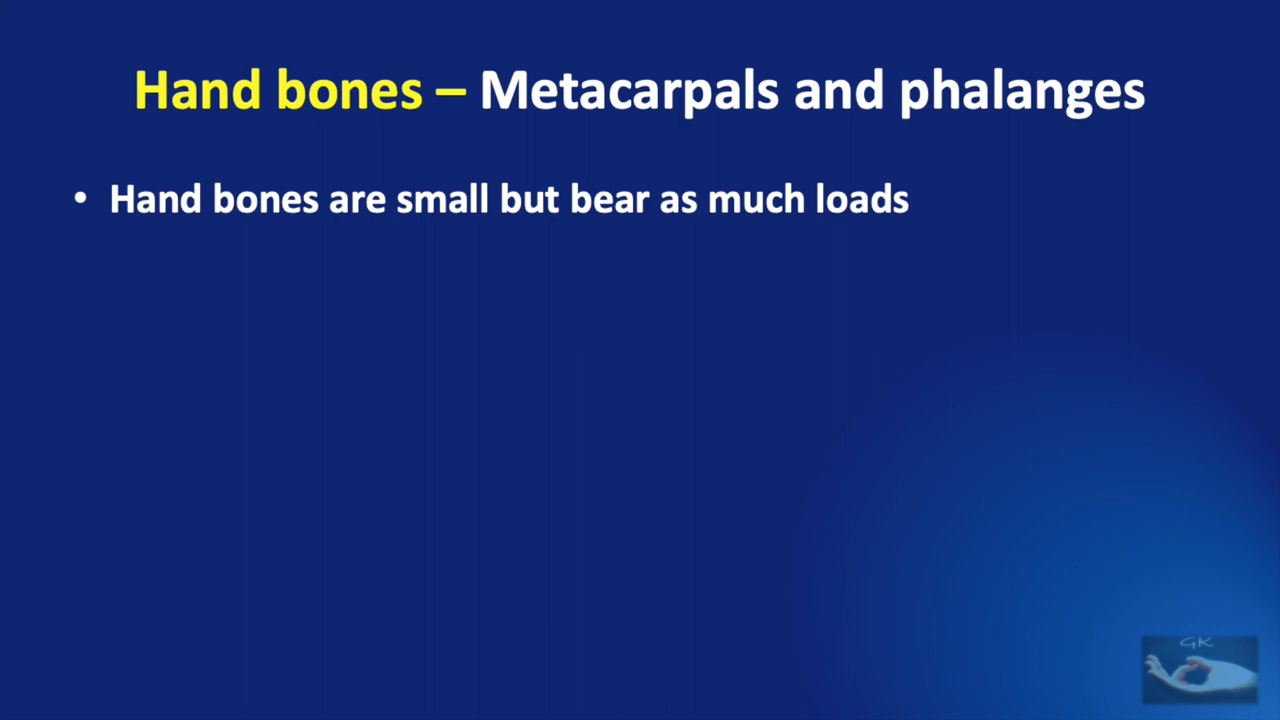 Hand bones – Metacarpals and phalanges
• Hand bones are small but bear as much loads
GK